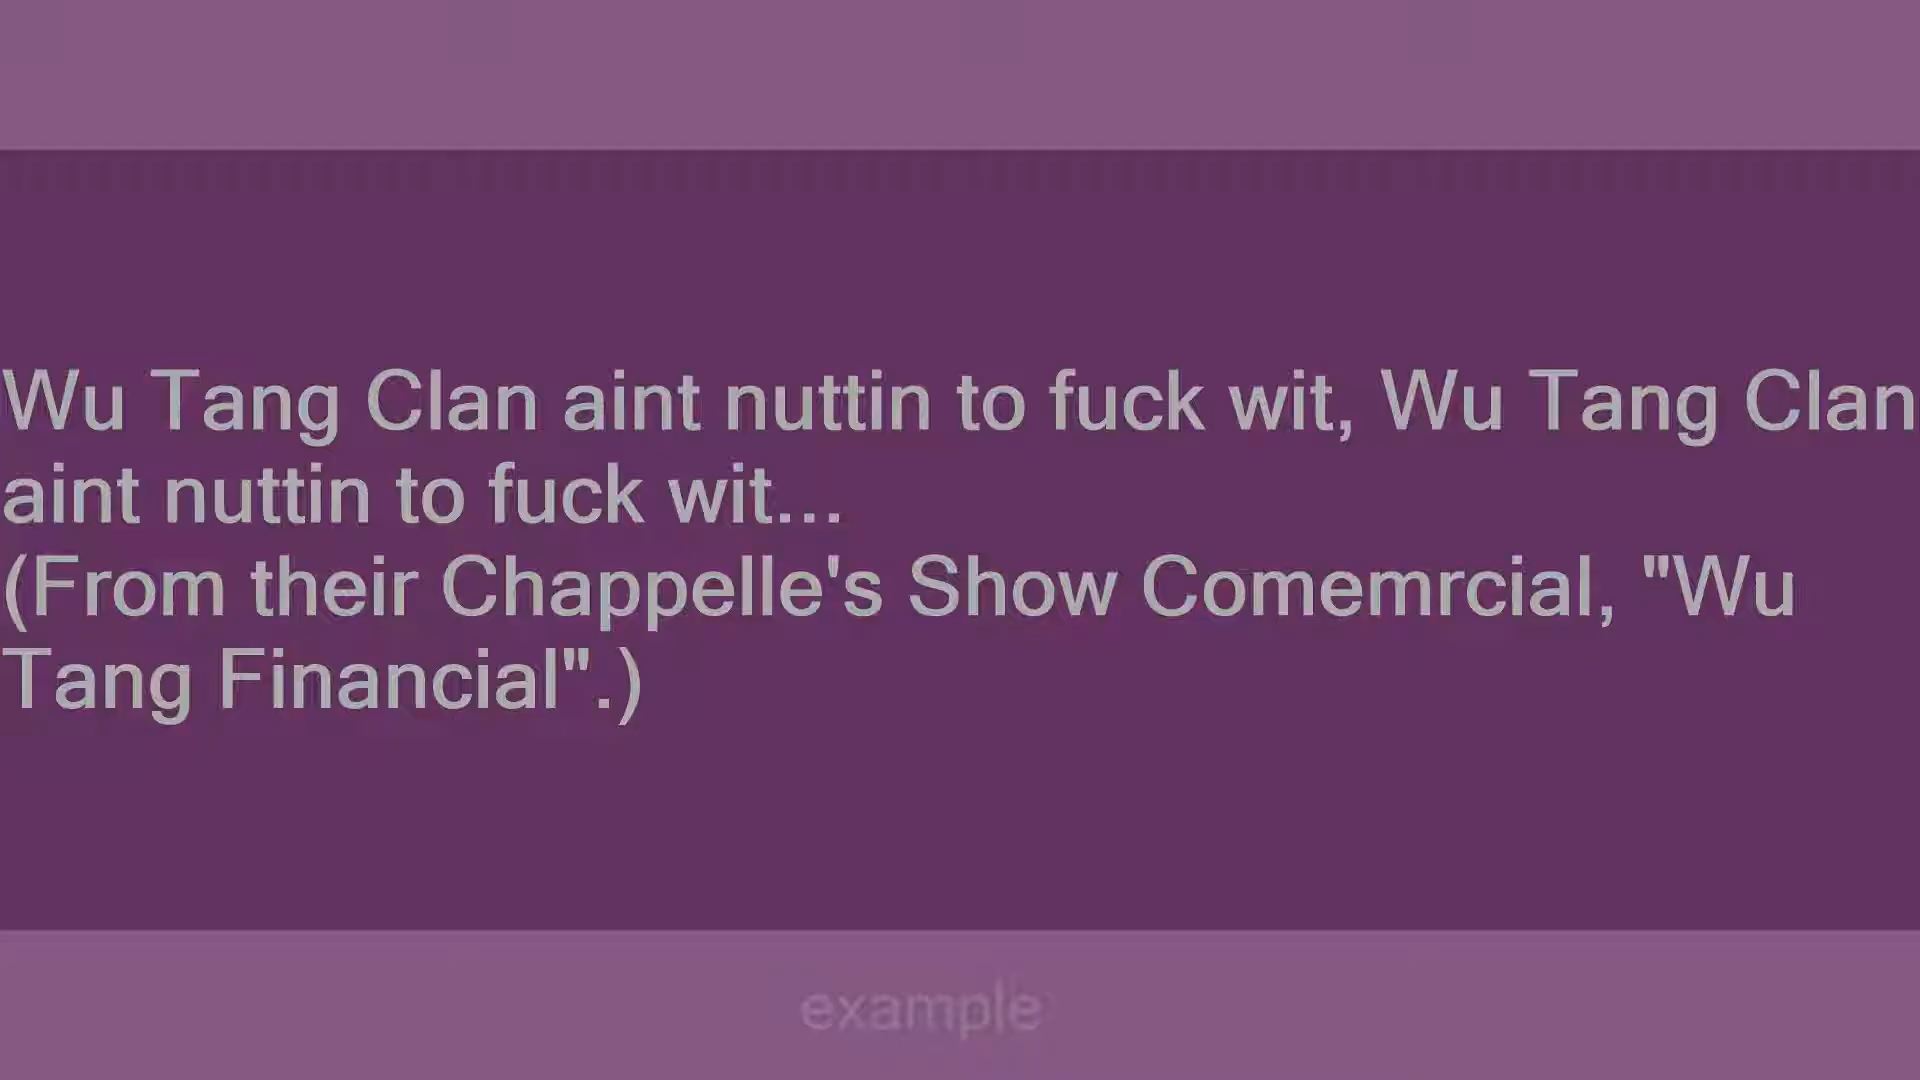 Wu Tang Clan aint nuttin to fuck wit, Wu Tang Clan
aint nuttin to fuck wit...
(From their Chappelle's Show Comemrcial, "Wu
Tang Financial".)
example